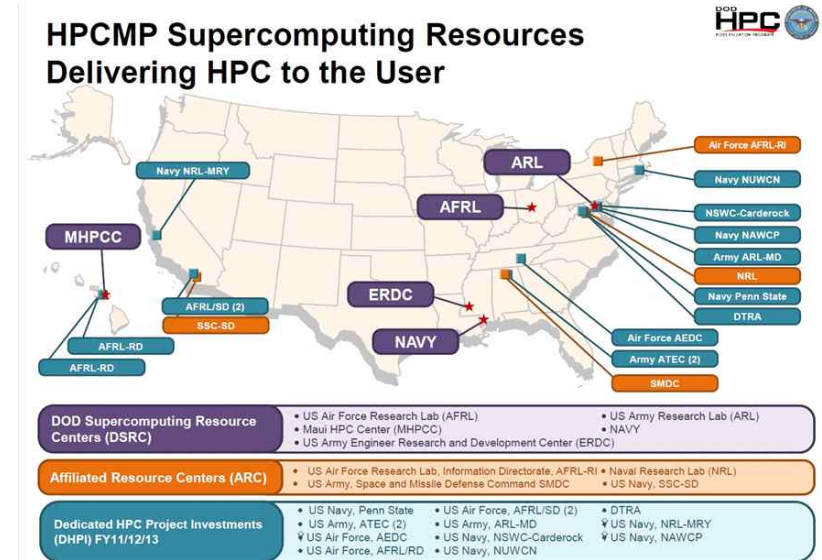 HPCMP Supercomputing Resources
Delivering HPC to the User
DOD
HPC
Air Force AFRL-RI
ARL
Navy NRL-MRY
Navy NUWCN
AFRL
NSWC-Carderock
MHPCC
Navy NAWCP
Army ARL-MD
NRL
ERDC
Navy Penn State
AFRL/SD (2)
DTRA
SSC-SD
NAVY
Air Force AEDC
AFRL-RD
Army ATEC (2)
AFRL-RD
SMDC
DOD Supercomputing Resource
Centers (DSRC)
• US Air Force Research Lab (AFRL)
• Maui HPC Center (MHPCC)
• US Army Engineer Research and Development Center (ERDC)
• US Army Research Lab (ARL)
• NAVY
Affiliated Resource Centers (ARC)
• US Air Force Research Lab, Information Directorate, AFRL-RI
• US Army, Space and Missile Defense Command SMDC
• Naval Research Lab (NRL)
• US Navy, SSC-SD
Dedicated HPC Project Investments
(DHPI) FY11/12/13
• US Navy, Penn State
• US Army, ATEC (2)
US Air Force, AEDC
• US Air Force, AFRL/RD
• US Air Force, AFRL/SD (2)
• US Army, ARL-MD
• US Navy, NSWC-Carderock
• US Navy, NUWCN
• DTRA
US Navy, NRL-MRY
US Navy, NAWCP